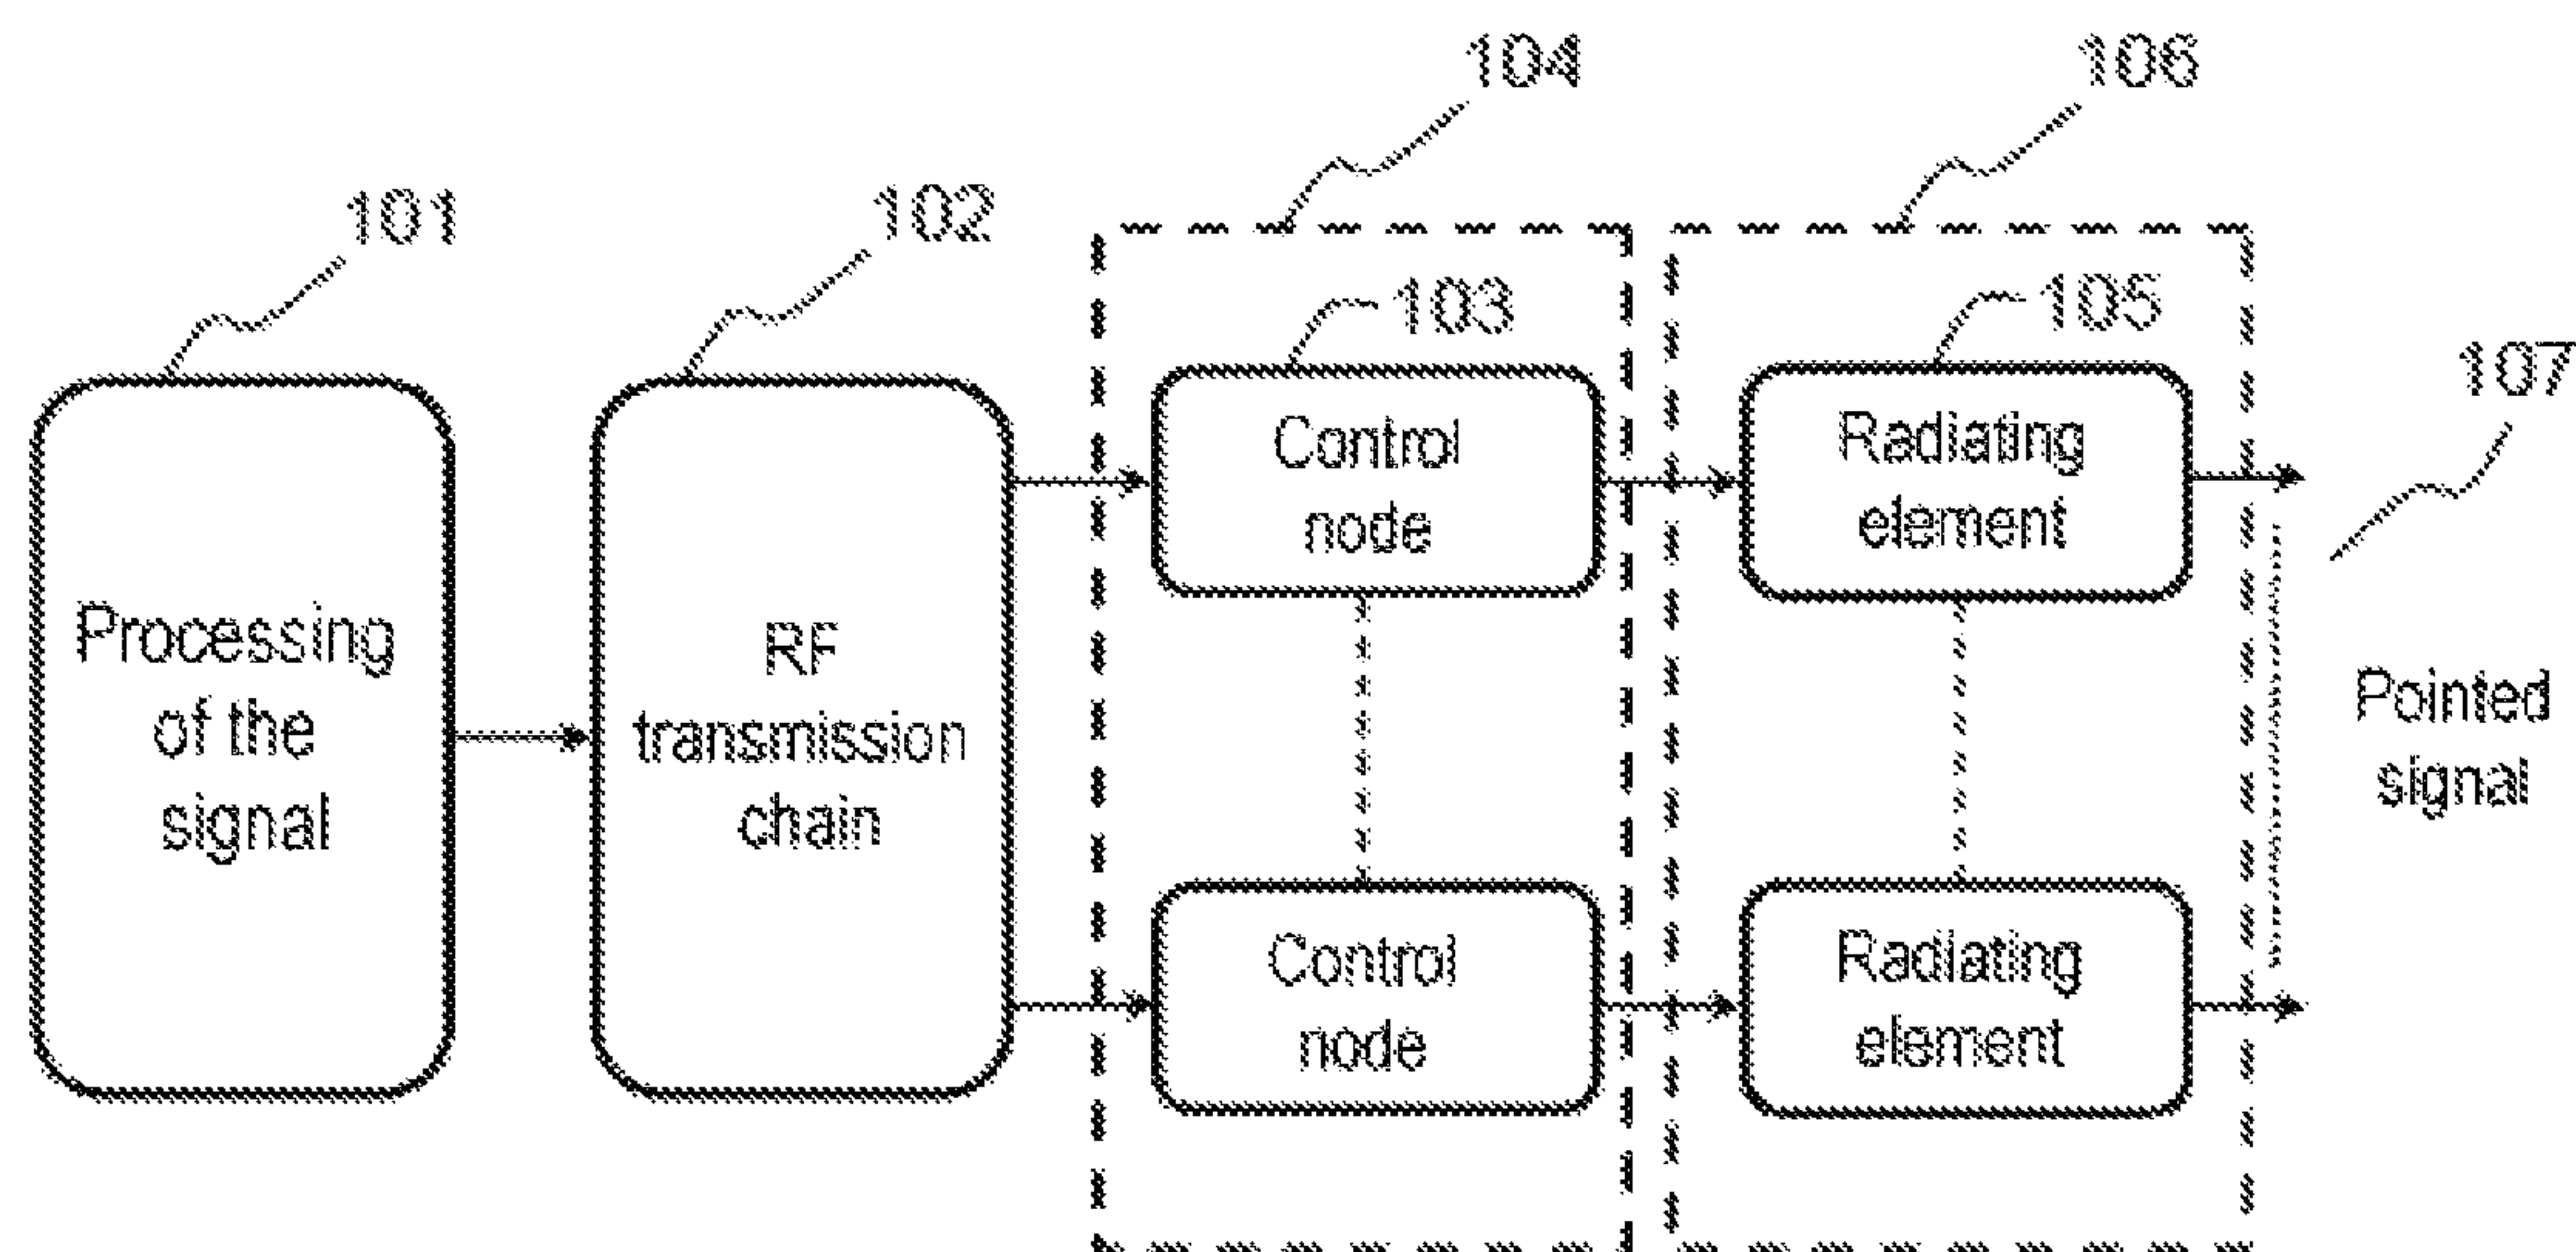 104
106
101
102
103
105
107
Processing
of the
signal
RF
transmission
chain
Control
node
Radiating
element
Pointed
signal
Control
node
Radiating
element